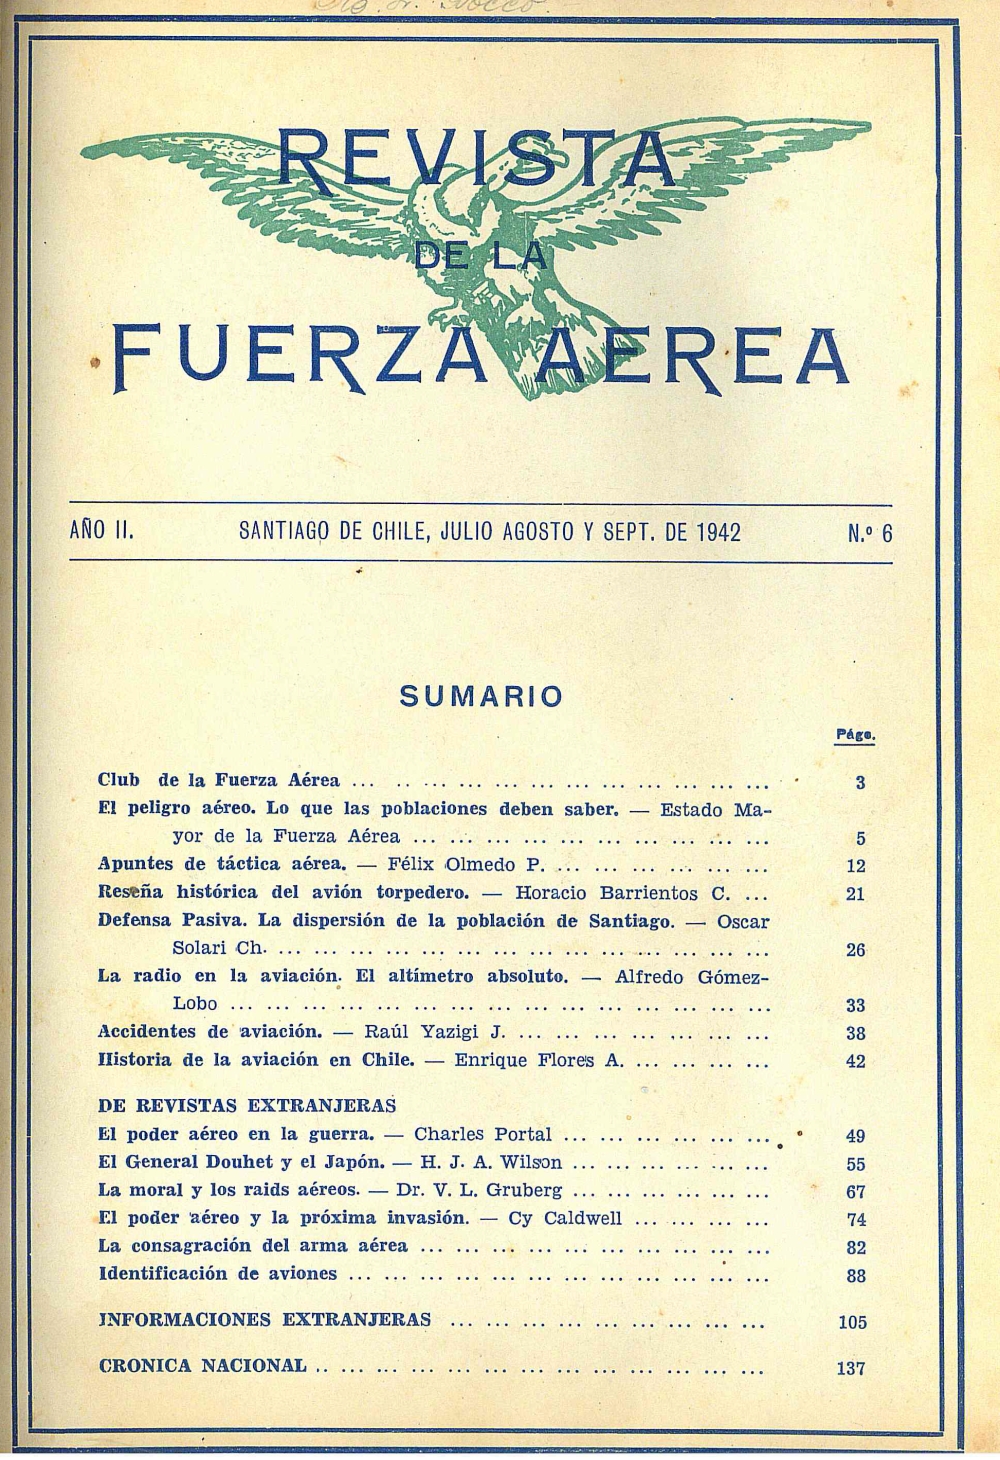 REVISTA
DE LA
FUERZA AEREA
AÑO II. SANTIAGO DE CHILE, JULIO AGOSTO Y SEPT. DE 1942 N.º 6
SUMARIO
Págs.
Club de la Fuerza Aérea ... .. ... ... ... ... ... ... ... ... ... ... 3
El peligro aéreo. Lo que las poblaciones deben saber. — Estado Ma-
yor de la Fuerza Aérea ... ... ... ... ... ... ... ... ... ... 5
Apuntes de táctica aérea. — Félix Olmedo P. ... ... ... ... ... ... 12
Reseña histórica del avión torpedero. — Horacio Barrientos C. ... 21
Defensa Pasiva. La dispersión de la población de Santiago. — Oscar
Solari Ch. ... ... ... ... ... ... ... ... ... ... ... ... ... ... 26
La radio en la aviación. El altímetro absoluto. — Alfredo Gómez-
Lobo ... ... ... ... ... ... ... ... ... ... ... ... ... ... ... 33
Accidentes de aviación. — Raúl Yazigi J. ... ... ... ... ... ... ... 38
Historia de la aviación en Chile. — Enrique Flores A. ... ... ... ... 42
DE REVISTAS EXTRANJERAS
El poder aéreo en la guerra. — Charles Portal ... ... ... ... ... ... 49
El General Douhet y el Japón. — H. J. A. Wilson ... ... ... ... ... ... 55
La moral y los raids aéreos. — Dr. V. L. Gruberg ... ... ... ... ... ... 67
El poder aéreo y la próxima invasión. — Cy Caldwell ... ... ... ... 74
La consagración del arma aérea ... ... ... ... ... ... ... ... ... ... 82
Identificación de aviones ... ... ... ... ... ... ... ... ... ... ... ... 88
INFORMACIONES EXTRANJERAS ... ... ... ... ... ... ... ... ... 105
CRONICA NACIONAL .. ... ... ... ... ... ... ... ... ... ... ... ... 137